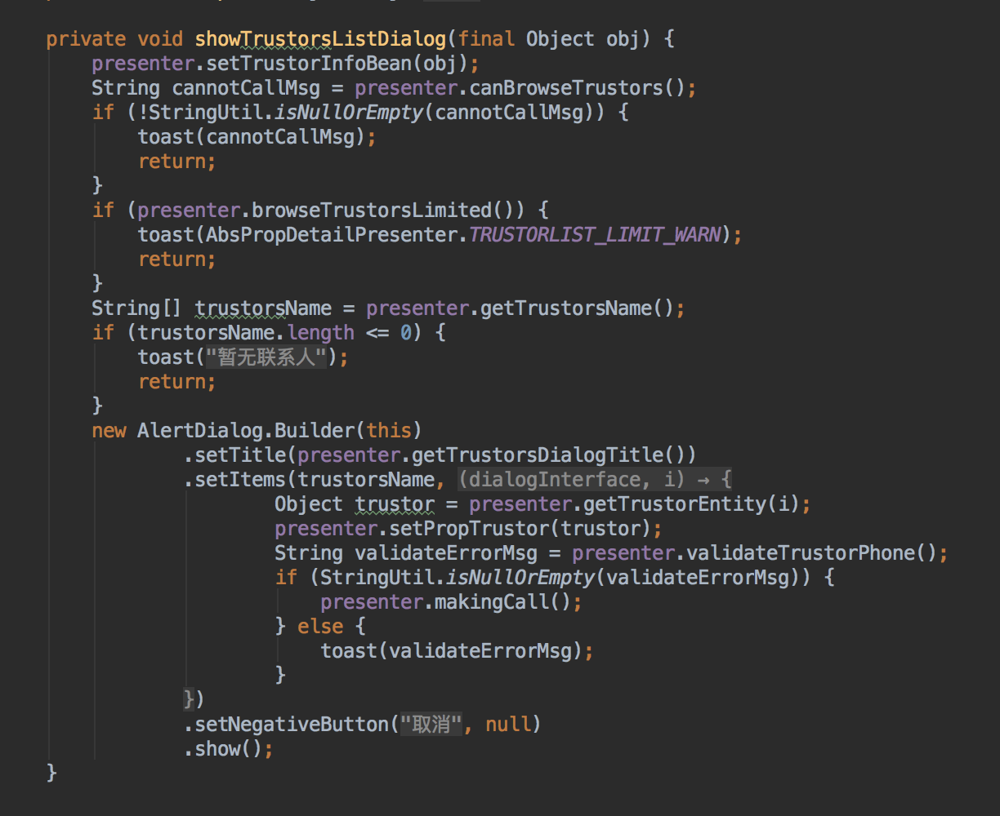 private void showTrustorsListDialog(final Object obj) {
presenter.setTrustorInfoBean(obj);
String cannotCallMsg = presenter.canBrowseTrustors();
if (!StringUtil.isNullOrEmpty(cannotCallMsg)) {
toast(cannotCallMsg);
return;
}
if (presenter.browseTrustorsLimited()) {
toast(AbsPropDetailPresenter.TRUSTORLIST_LIMIT_WARN);
return;
}
String[] trustorsName = presenter.getTrustorsName();
if (trustorsName.length <= 0) {
toast("暂无联系人");
return;
}
new AlertDialog.Builder(this)
.setTitle(presenter.getTrustorsDialogTitle())
.setItems(trustorsName, (dialogInterface, i) → {
Object trustor = presenter.getTrustorEntity(i);
presenter.setPropTrustor(trustor);
String validateErrorMsg = presenter.validateTrustorPhone();
if (StringUtil.isNullOrEmpty(validateErrorMsg)) {
presenter.makingCall();
} else {
toast(validateErrorMsg);
}
})
.setNegativeButton("取消", null)
.show();
}